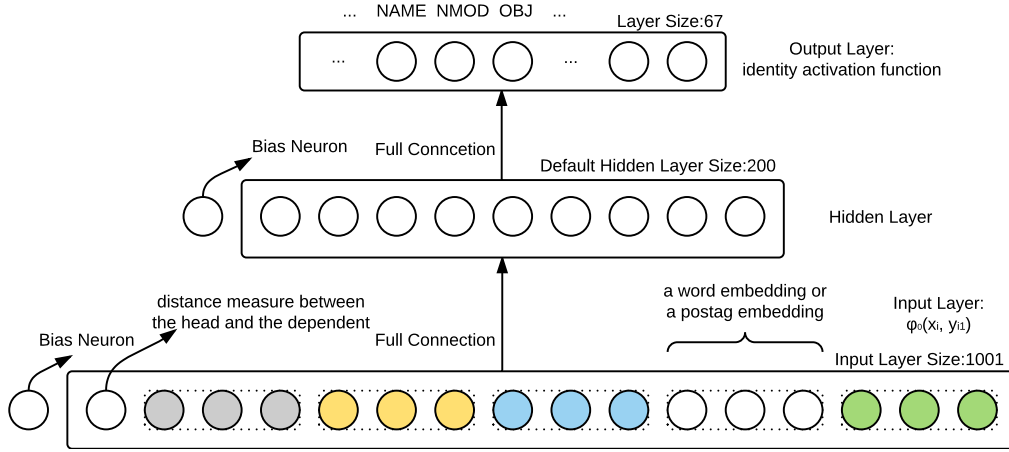 ... NAME NMOD OBJ ...
Layer Size:67
... ...
Output Layer:
identity activation function
Bias Neuron
Full Conncetion
Default Hidden Layer Size:200
Hidden Layer
distance measure between
the head and the dependent
a word embedding or
a postag embedding
Input Layer:
φ₀(xᵢ, yᵢ₁)
Bias Neuron
Full Connection
Input Layer Size:1001